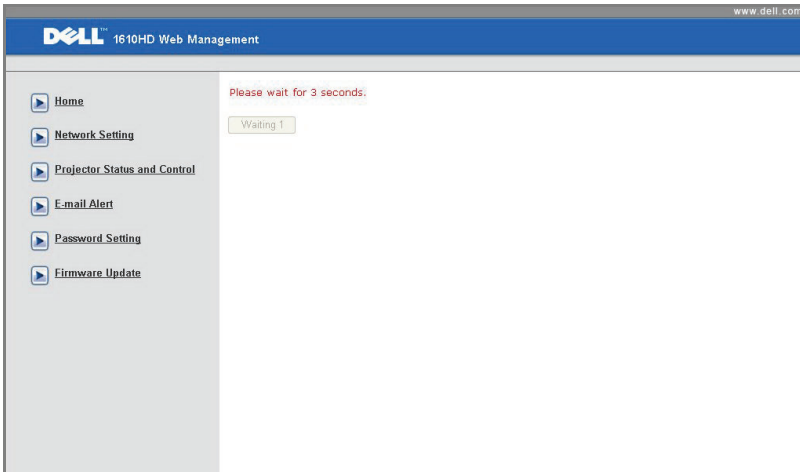 www.dell.com
DELL™ 1610HD Web Management
Home
Network Setting
Projector Status and Control
E-mail Alert
Password Setting
Firmware Update
Please wait for 3 seconds.
Waiting 1